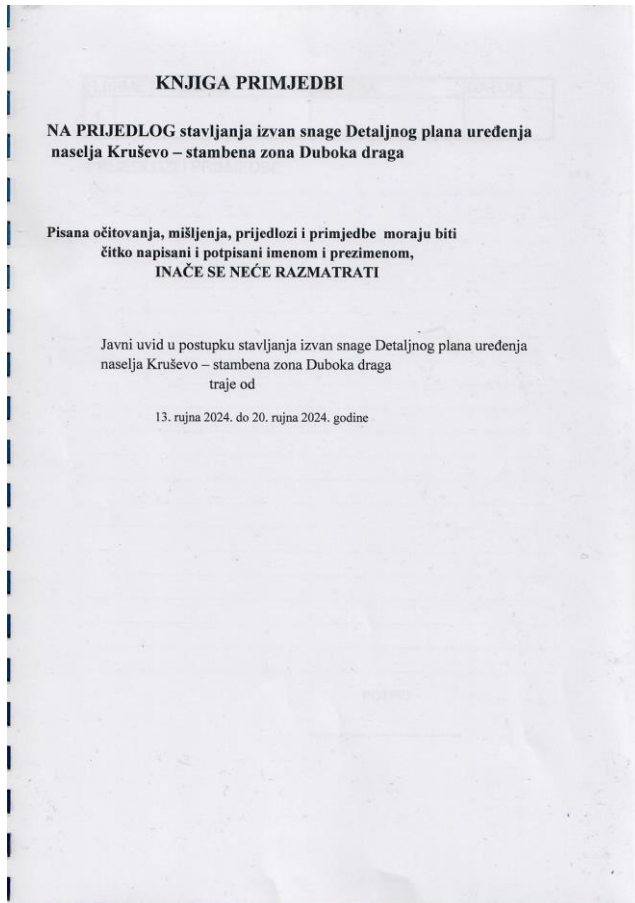 KNJIGA PRIMJEDBI
NA PRIJEDLOG stavljanja izvan snage Detaljnog plana uređenja
naselja Kruševo – stambena zona Duboka draga
Pisana očitovanja, mišljenja, prijedlozi i primjedbe moraju biti
čitko napisani i potpisani imenom i prezimenom,
INAČE SE NEĆE RAZMATRATI
Javni uvid u postupku stavljanja izvan snage Detaljnog plana uređenja
naselja Kruševo – stambena zona Duboka draga
traje od
13. rujna 2024. do 20. rujna 2024. godine